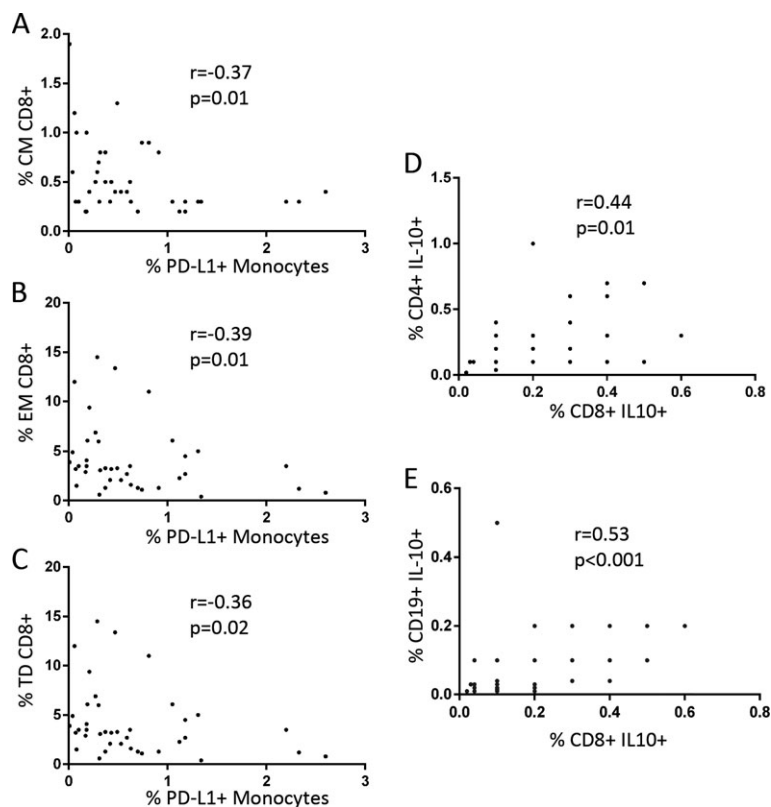 A
2.0
1.5
1.0
0.5
0.0
% CM CD8+
r=-0.37
p=0.01
0 1 2 3
% PD-L1+ Monocytes
B
20
15
10
5
0
% EM CD8+
r=-0.39
p=0.01
0 1 2 3
% PD-L1+ Monocytes
C
20
15
10
5
0
% TD CD8+
r=-0.36
p=0.02
0 1 2 3
% PD-L1+ Monocytes
D
1.5
1.0
0.5
0.0
% CD4+ IL-10+
r=0.44
p=0.01
0.0 0.2 0.4 0.6 0.8
% CD8+ IL10+
E
0.6
0.4
0.2
0.0
% CD19+ IL-10+
r=0.53
p<0.001
0.0 0.2 0.4 0.6 0.8
% CD8+ IL10+